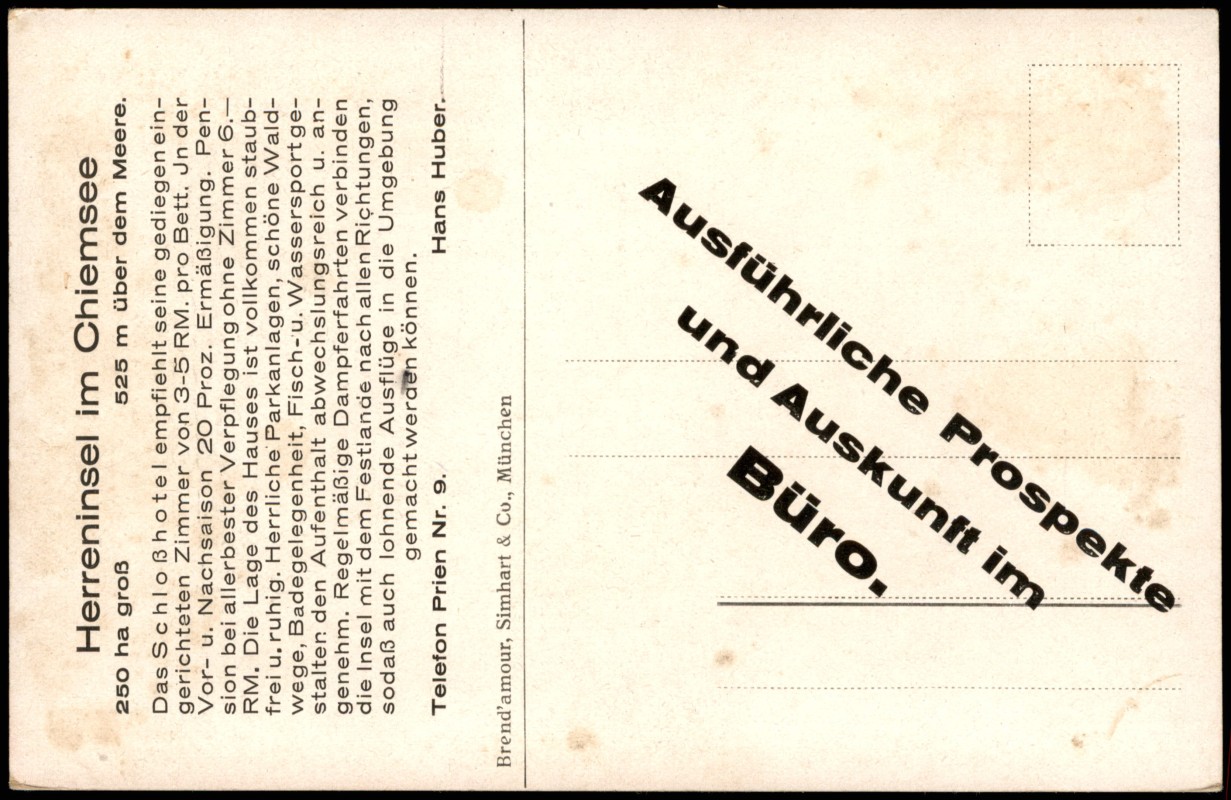 Herreninsel im Chiemsee
250 ha groß 525 m über dem Meere.
Das Schloßhotel empfiehlt seine gediegen ein-
gerichteten Zimmer von 3-5 RM. pro Bett. Jn der
Vor- u. Nachsaison 20 Proz. Ermäßigung. Pen-
sion bei allerbester Verpflegung ohne Zimmer 6.—
RM. Die Lage des Hauses ist vollkommen staub-
frei u. ruhig. Herrliche Parkanlagen, schöne Wald-
wege, Badegelegenheit, Fisch- u. Wassersportge-
stalten den Aufenthalt abwechslungsreich u. an-
genehm. Regelmäßige Dampferfahrten verbinden
die Insel mit dem Festlande nach allen Richtungen,
sodaß auch lohnende Ausflüge in die Umgebung
gemacht werden können.
Telefon Prien Nr. 9. Hans Huber.
Brend'amour, Simhart & Co., München
Ausführliche Prospekte
und Auskunft im
Büro.